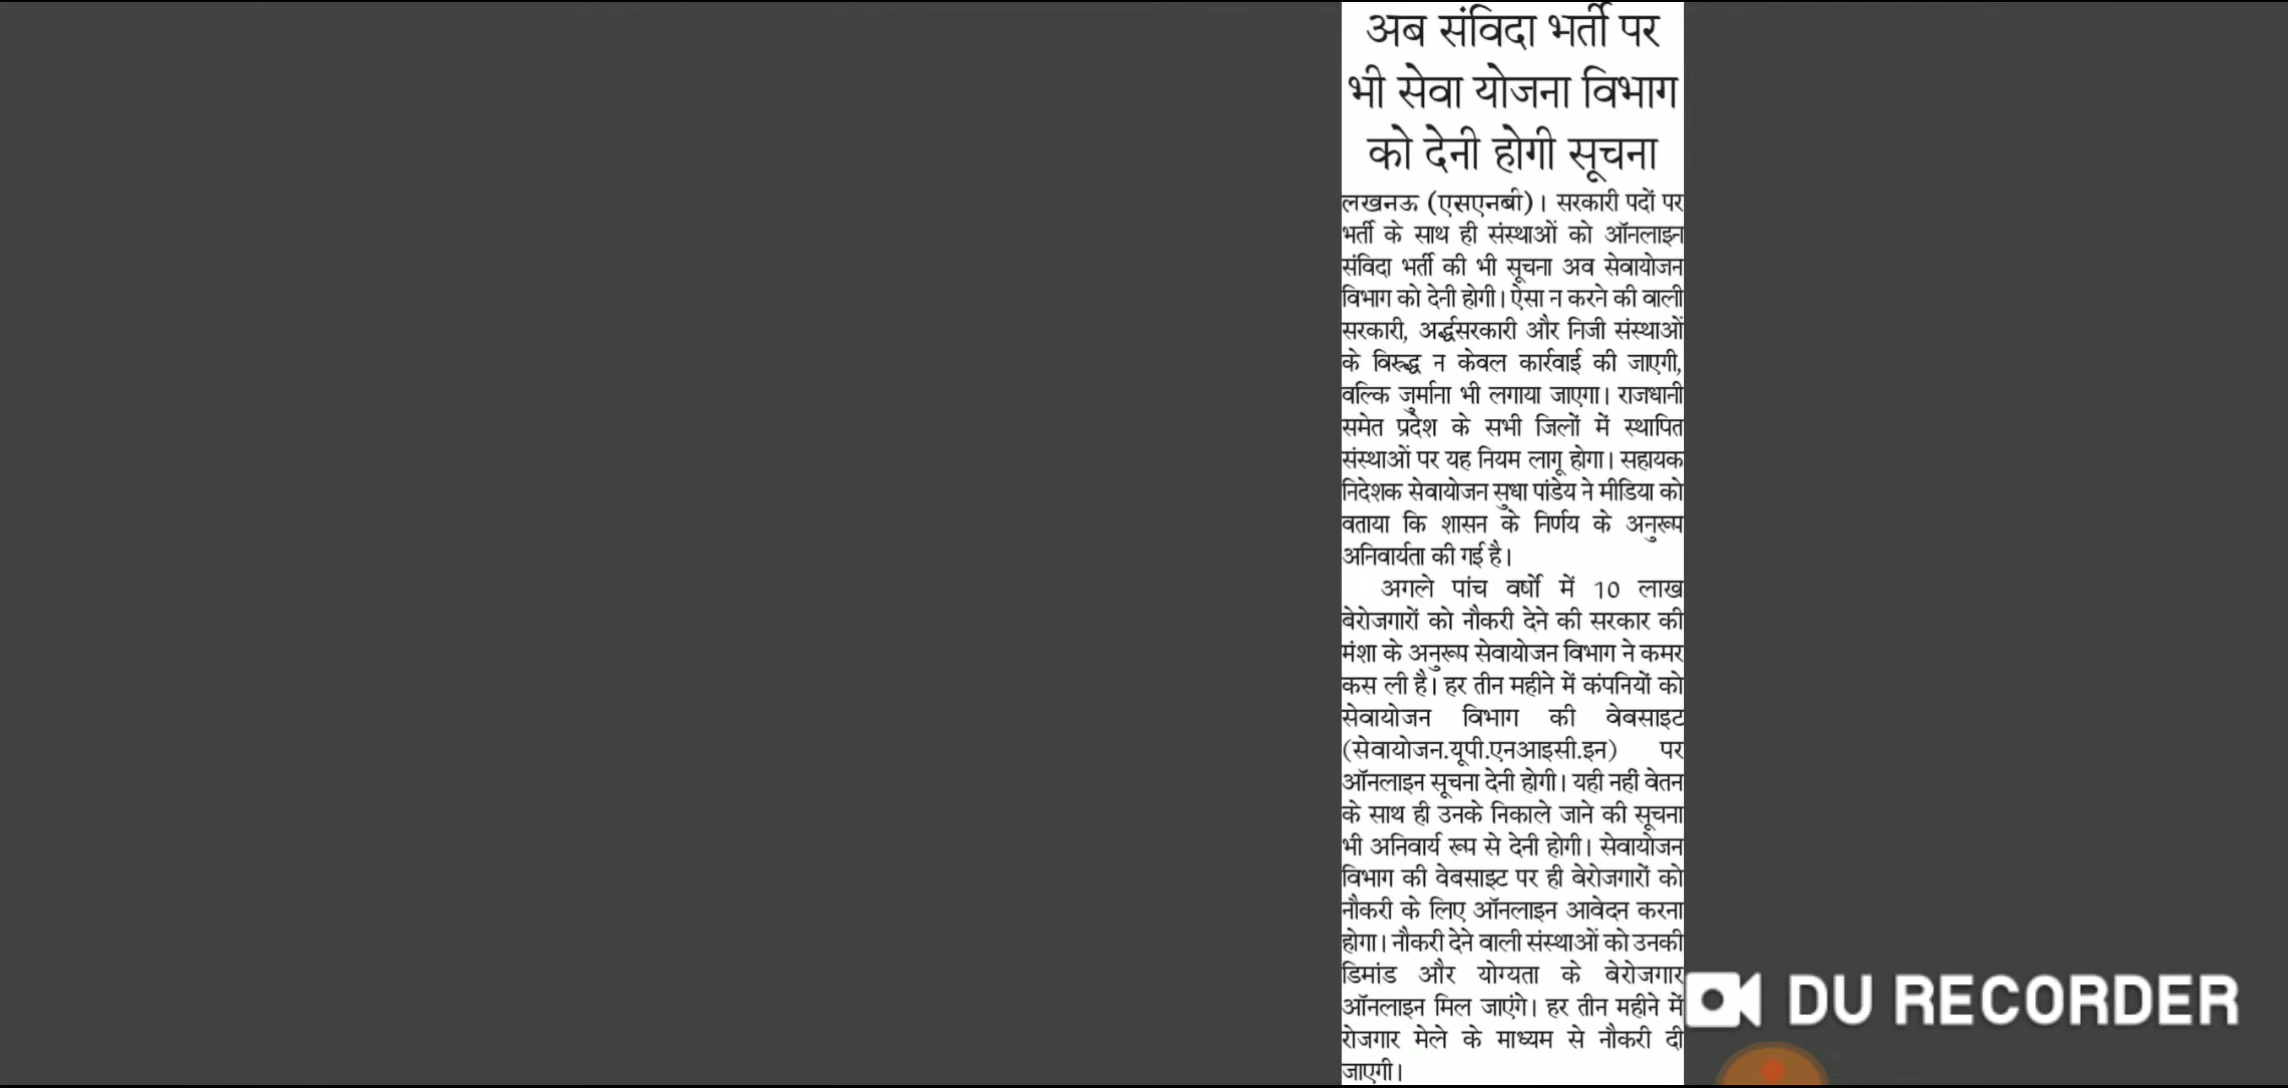 अब संविदा भर्ती पर
भी सेवा योजना विभाग
को देनी होगी सूचना
लखनऊ (एसएनबी)। सरकारी पदों पर
भर्ती के साथ ही संस्थाओं को ऑनलाइन
संविदा भर्ती की भी सूचना अव सेवायोजन
विभाग को देनी होगी। ऐसा न करने की वाली
सरकारी, अर्द्धसरकारी और निजी संस्थाओं
के विरुद्ध न केवल कार्रवाई की जाएगी,
वल्कि जुर्माना भी लगाया जाएगा। राजधानी
समेत प्रदेश के सभी जिलों में स्थापित
संस्थाओं पर यह नियम लागू होगा। सहायक
निदेशक सेवायोजन सुधा पांडेय ने मीडिया को
वताया कि शासन के निर्णय के अनुरूप
अनिवार्यता की गई है।
अगले पांच वर्षो में 10 लाख
बेरोजगारों को नौकरी देने की सरकार की
मंशा के अनुरूप सेवायोजन विभाग ने कमर
कस ली है। हर तीन महीने में कंपनियों को
सेवायोजन विभाग की वेबसाइट
(सेवायोजन.यूपी.एनआइसी.इन) पर
ऑनलाइन सूचना देनी होगी। यही नहीं वेतन
के साथ ही उनके निकाले जाने की सूचना
भी अनिवार्य रूप से देनी होगी। सेवायोजन
विभाग की वेबसाइट पर ही बेरोजगारों को
नौकरी के लिए ऑनलाइन आवेदन करना
होगा। नौकरी देने वाली संस्थाओं को उनकी
डिमांड और योग्यता के बेरोजगार
ऑनलाइन मिल जाएंगे। हर तीन महीने में
रोजगार मेले के माध्यम से नौकरी दी
जाएगी।
DU RECORDER